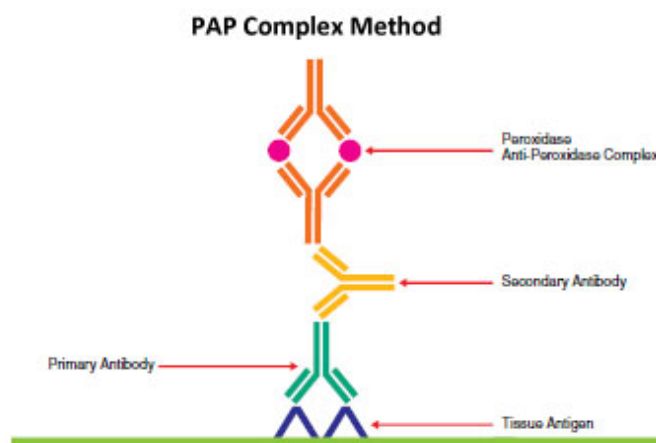 PAP Complex Method
Peroxidase
Anti-Peroxidase Complex
Secondary Antibody
Primary Antibody
Tissue Antigen